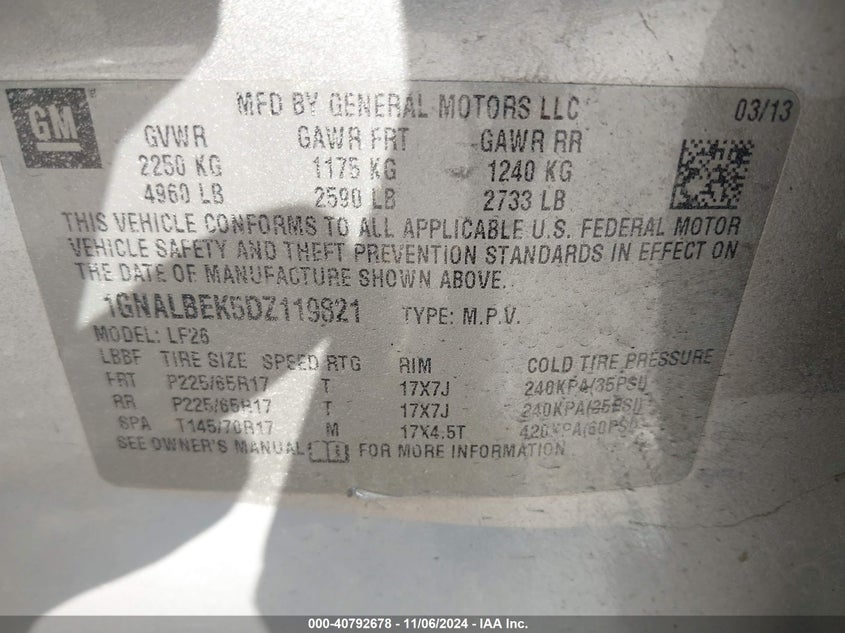 GM
MFD BY GENERAL MOTORS LLC 03/13
GVWR GAWR FRT GAWR RR
2250 KG 1175 KG 1240 KG
4960 LB 2590 LB 2733 LB
THIS VEHICLE CONFORMS TO ALL APPLICABLE U.S. FEDERAL MOTOR
VEHICLE SAFETY AND THEFT PREVENTION STANDARDS IN EFFECT ON
THE DATE OF MANUFACTURE SHOWN ABOVE.
1GNALBEK5DZ119821 TYPE: M.P.V.
MODEL: LF26
LBBF TIRE SIZE SPEED RTG RIM COLD TIRE PRESSURE
FRT P225/65R17 T 17X7J 240KPA(35PSI)
RR P225/65R17 T 17X7J 240KPA(35PSI)
SPA T145/70R17 M 17X4.5T 420KPA(60PSI)
SEE OWNER'S MANUAL FOR MORE INFORMATION
000-40792678 - 11/06/2024 - IAA Inc.